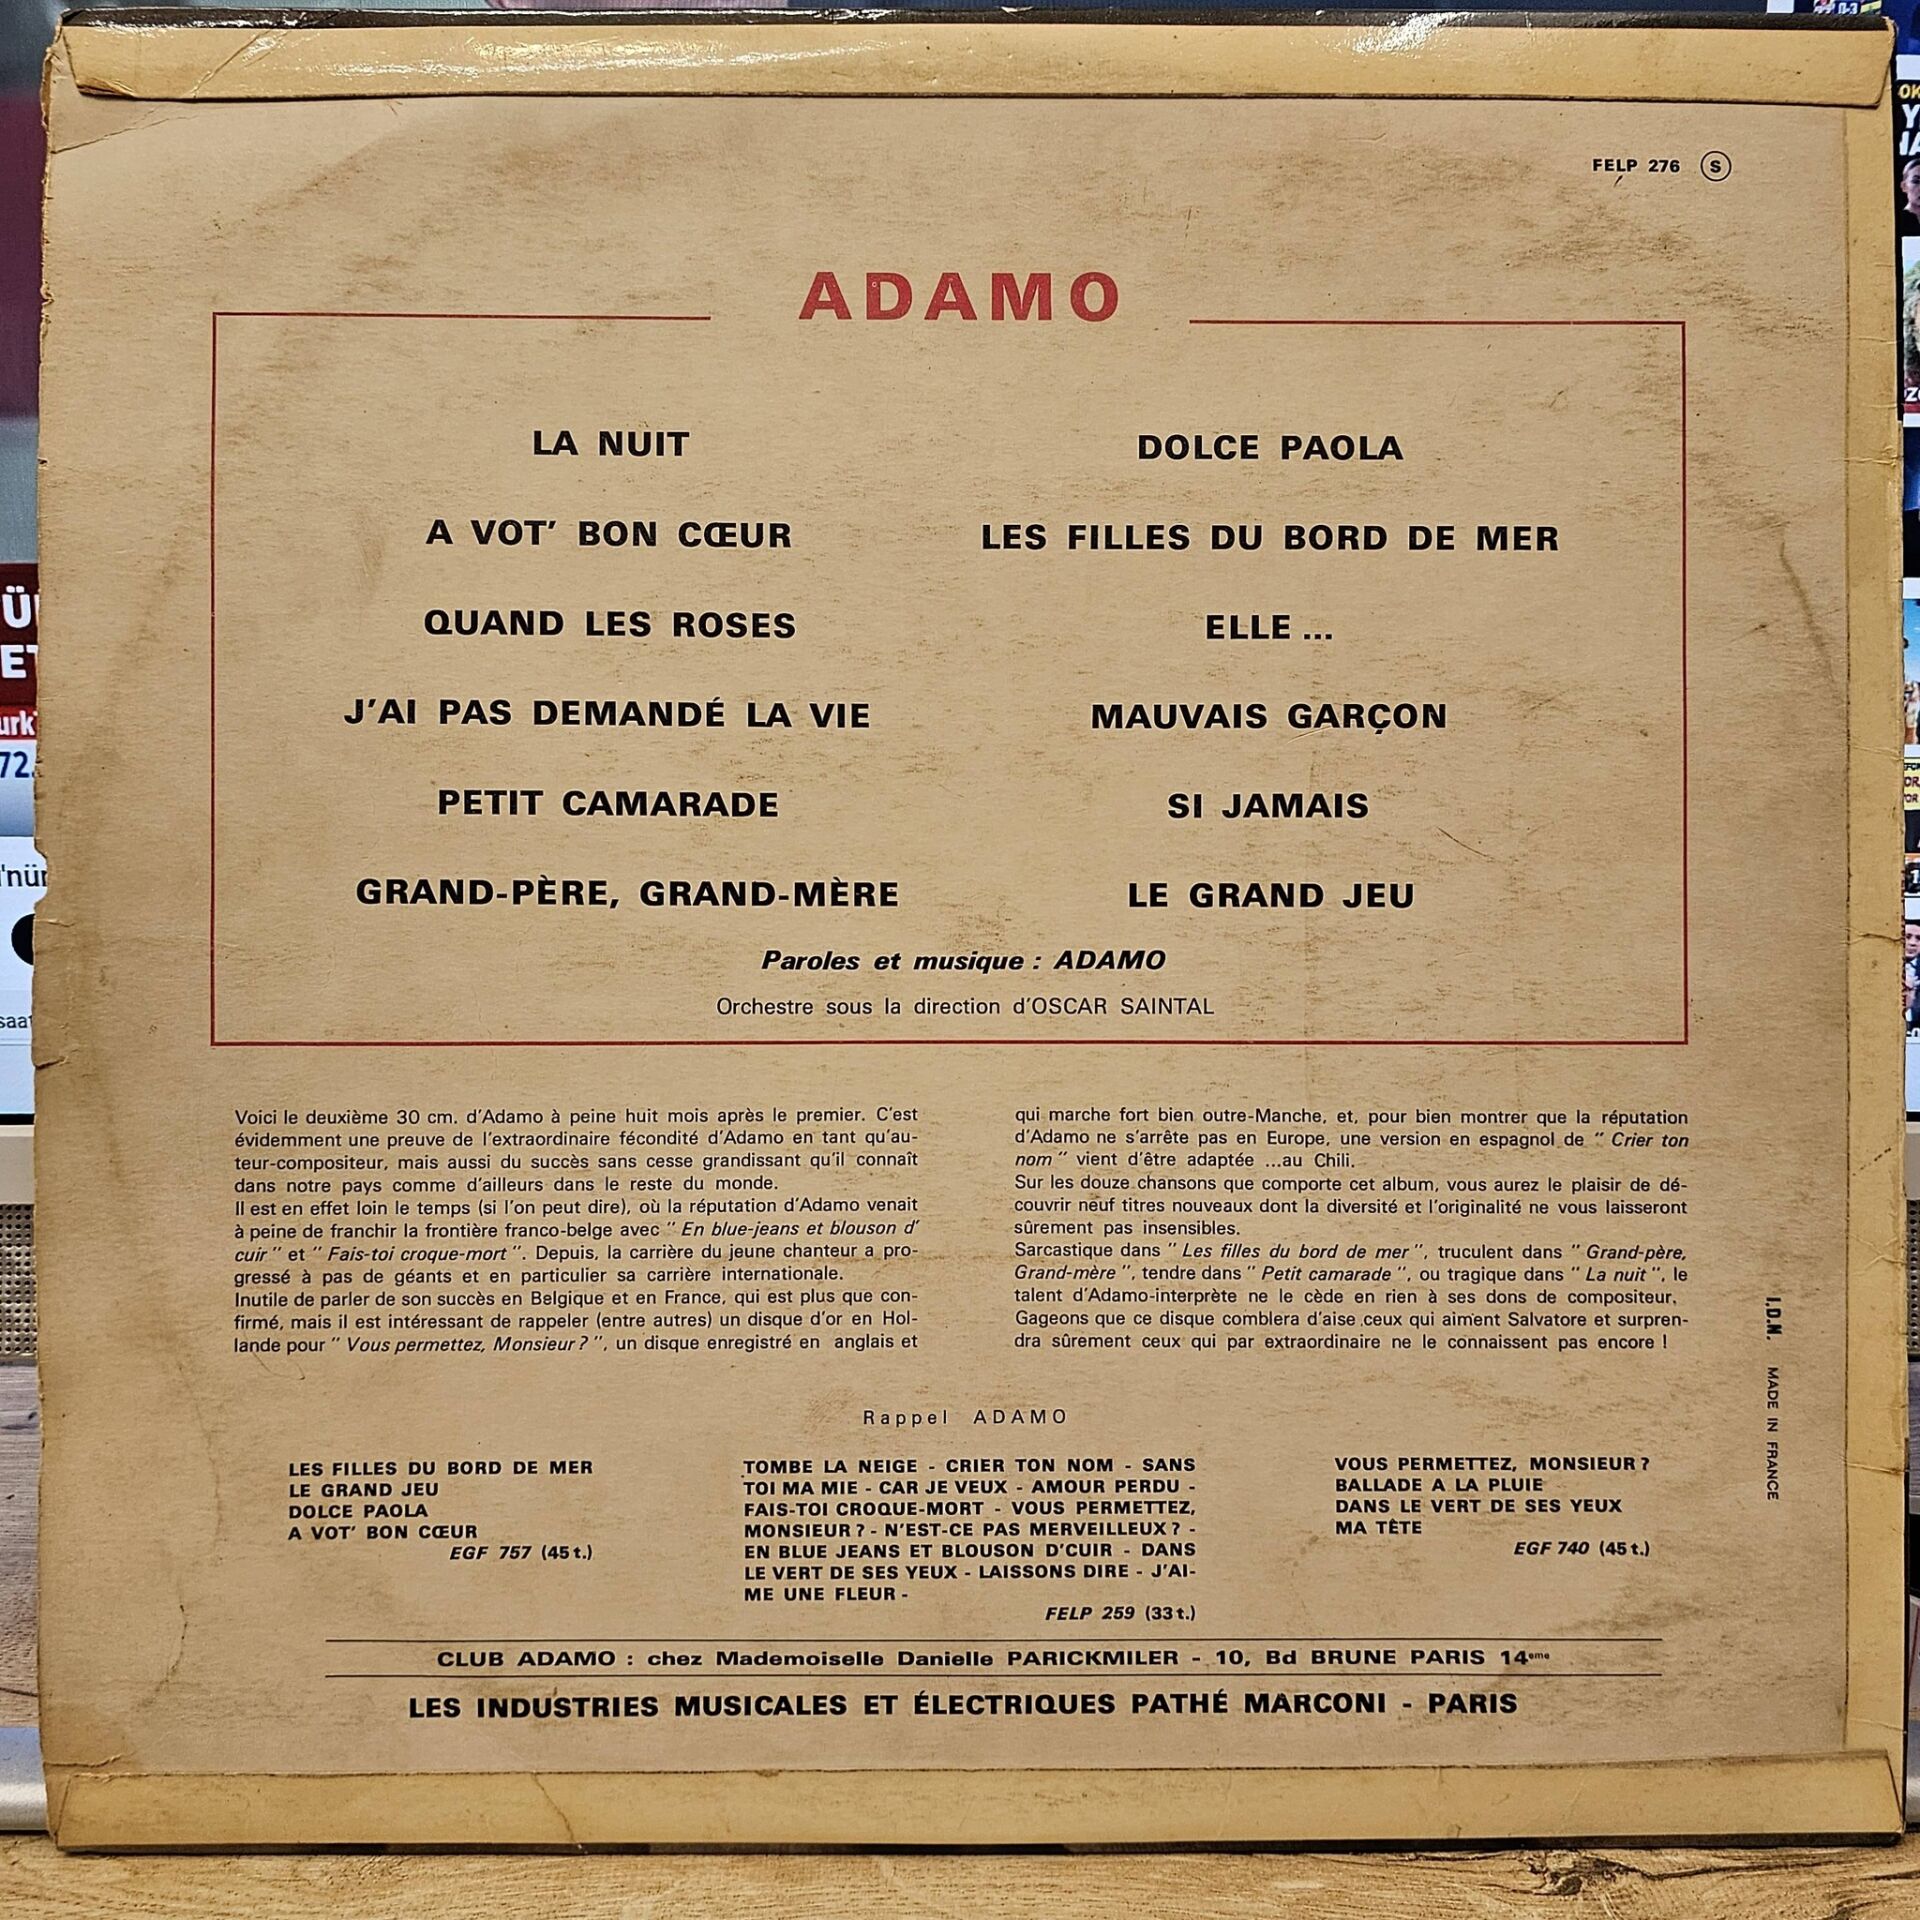 FELP 276 S
ADAMO
LA NUIT
A VOT' BON CŒUR
QUAND LES ROSES
J'AI PAS DEMANDÉ LA VIE
PETIT CAMARADE
GRAND-PÈRE, GRAND-MÈRE
DOLCE PAOLA
LES FILLES DU BORD DE MER
ELLE ...
MAUVAIS GARÇON
SI JAMAIS
LE GRAND JEU
Paroles et musique : ADAMO
Orchestre sous la direction d'OSCAR SAINTAL
Voici le deuxième 30 cm. d'Adamo à peine huit mois après le premier. C'est
évidemment une preuve de l'extraordinaire fécondité d'Adamo en tant qu'au-
teur-compositeur, mais aussi du succès sans cesse grandissant qu'il connaît
dans notre pays comme d'ailleurs dans le reste du monde.
Il est en effet loin le temps (si l'on peut dire), où la réputation d'Adamo venait
à peine de franchir la frontière franco-belge avec " En blue-jeans et blouson d'
cuir " et " Fais-toi croque-mort ". Depuis, la carrière du jeune chanteur a pro-
gressé à pas de géants et en particulier sa carrière internationale.
Inutile de parler de son succès en Belgique et en France, qui est plus que con-
firmé, mais il est intéressant de rappeler (entre autres) un disque d'or en Hol-
lande pour " Vous permettez, Monsieur ? ", un disque enregistré en anglais et
qui marche fort bien outre-Manche, et, pour bien montrer que la réputation
d'Adamo ne s'arrête pas en Europe, une version en espagnol de " Crier ton
nom " vient d'être adaptée ...au Chili.
Sur les douze chansons que comporte cet album, vous aurez le plaisir de dé-
couvrir neuf titres nouveaux dont la diversité et l'originalité ne vous laisseront
sûrement pas insensibles.
Sarcastique dans " Les filles du bord de mer ", truculent dans " Grand-père,
Grand-mère ", tendre dans " Petit camarade ", ou tragique dans " La nuit ", le
talent d'Adamo-interprète ne le cède en rien à ses dons de compositeur.
Gageons que ce disque comblera d'aise ceux qui aiment Salvatore et surpren-
dra sûrement ceux qui par extraordinaire ne le connaissent pas encore !
I.D.N. MADE IN FRANCE
Rappel ADAMO
LES FILLES DU BORD DE MER
LE GRAND JEU
DOLCE PAOLA
A VOT' BON CŒUR
EGF 757 (45 t.)
TOMBE LA NEIGE - CRIER TON NOM - SANS
TOI MA MIE - CAR JE VEUX - AMOUR PERDU -
FAIS-TOI CROQUE-MORT - VOUS PERMETTEZ,
MONSIEUR ? - N'EST-CE PAS MERVEILLEUX ? -
EN BLUE JEANS ET BLOUSON D'CUIR - DANS
LE VERT DE SES YEUX - LAISSONS DIRE - J'AI-
ME UNE FLEUR -
FELP 259 (33 t.)
VOUS PERMETTEZ, MONSIEUR ?
BALLADE A LA PLUIE
DANS LE VERT DE SES YEUX
MA TÊTE
EGF 740 (45 t.)
CLUB ADAMO : chez Mademoiselle Danielle PARICKMILER - 10, Bd BRUNE PARIS 14eme
LES INDUSTRIES MUSICALES ET ÉLECTRIQUES PATHÉ MARCONI - PARIS